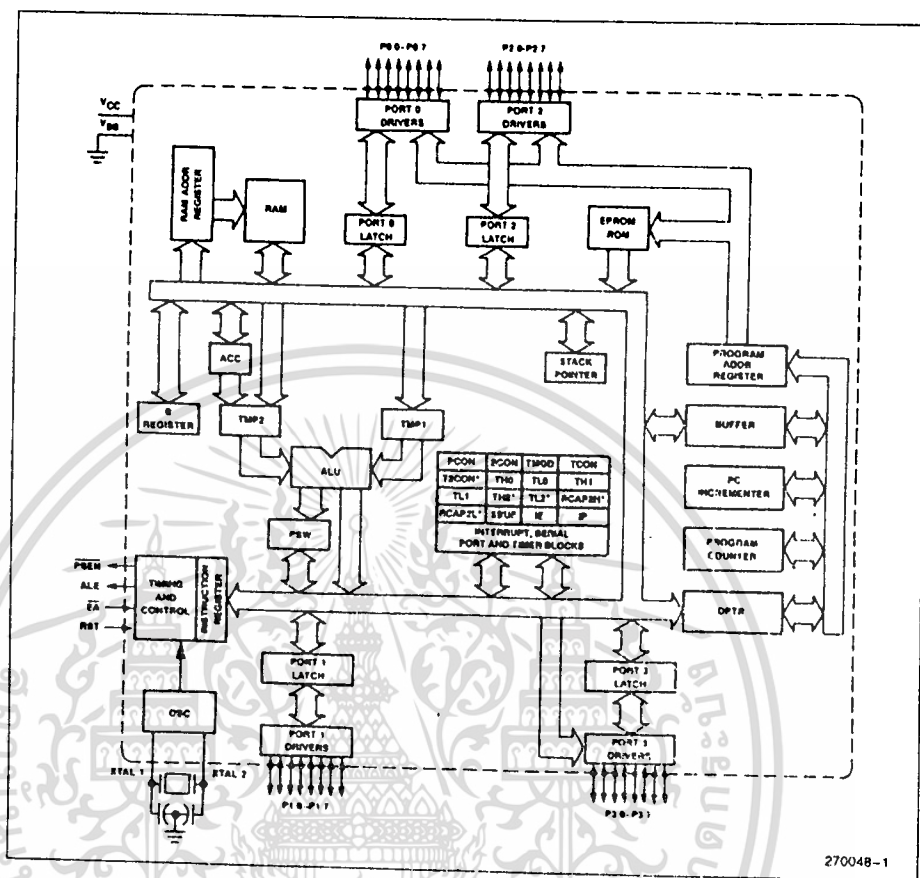 P0.0-P0.7
P2.0-P2.7
VCC
VSS
PORT 0
DRIVERS
PORT 2
DRIVERS
RAM ADDR
REGISTER
RAM
PORT 0
LATCH
PORT 2
LATCH
EPROM
ROM
ACC
STACK
POINTER
PROGRAM
ADDR
REGISTER
B
REGISTER
TMP2
TMP1
BUFFER
ALU
PCON SCON TMOD TCON
T2CON* TH0 TL0 TH1
TL1 TH2* TL2* RCAP2H*
RCAP2L* SBUF IE IP
INTERRUPT, SERIAL
PORT AND TIMER BLOCKS
PC
INCREMENTER
PSW
PROGRAM
COUNTER
PSEN
ALE
EA
RST
TIMING
AND
CONTROL
INSTRUCTION
REGISTER
DPTR
PORT 1
LATCH
PORT 3
LATCH
OSC
PORT 1
DRIVERS
PORT 3
DRIVERS
XTAL 1
XTAL 2
P1.0-P1.7
P3.0-P3.7
270048-1